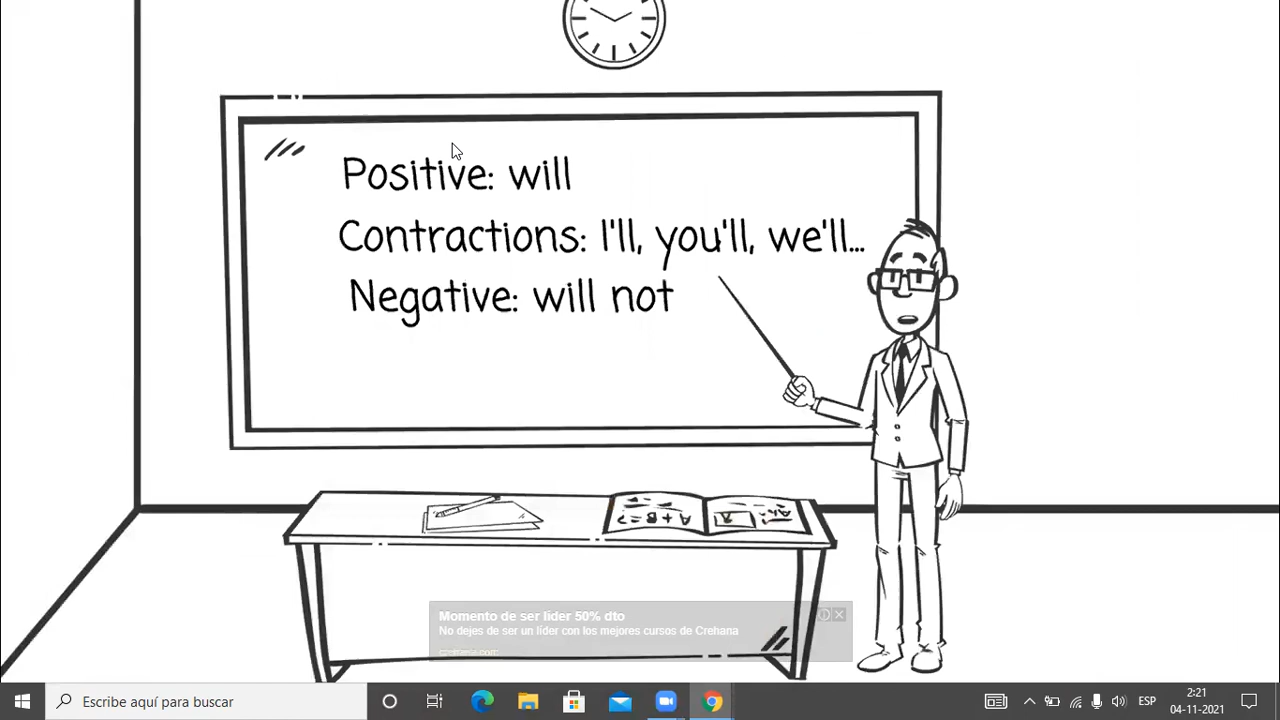 Positive: will
Contractions: I'll, you'll, we'll...
Negative: will not
A+B=?
Momento de ser líder 50% dto
No dejes de ser un líder con los mejores cursos de Crehana
Escribe aquí para buscar
ESP
2:21
04-11-2021